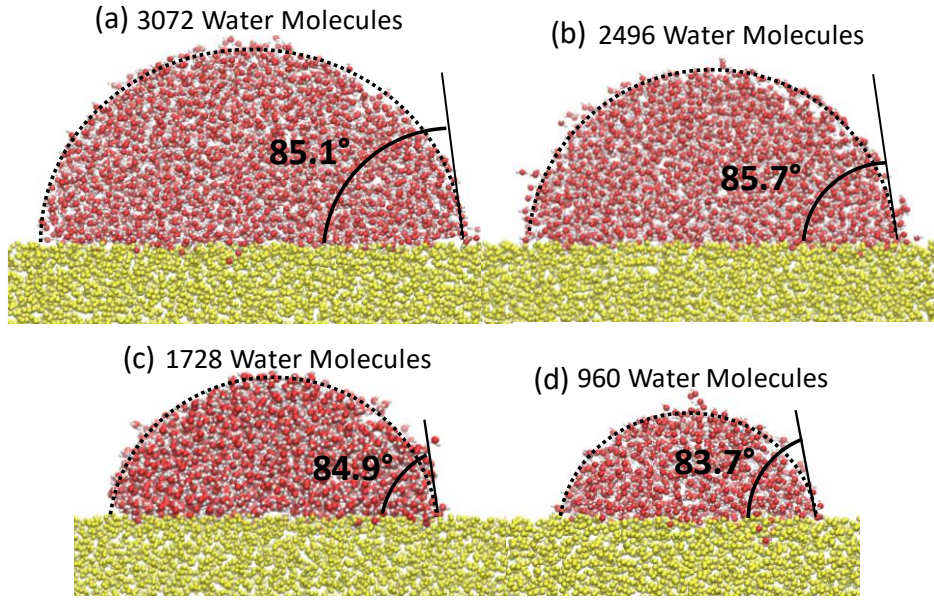 (a) 3072 Water Molecules
(b) 2496 Water Molecules
85.1°
85.7°
(c) 1728 Water Molecules
(d) 960 Water Molecules
84.9°
83.7°